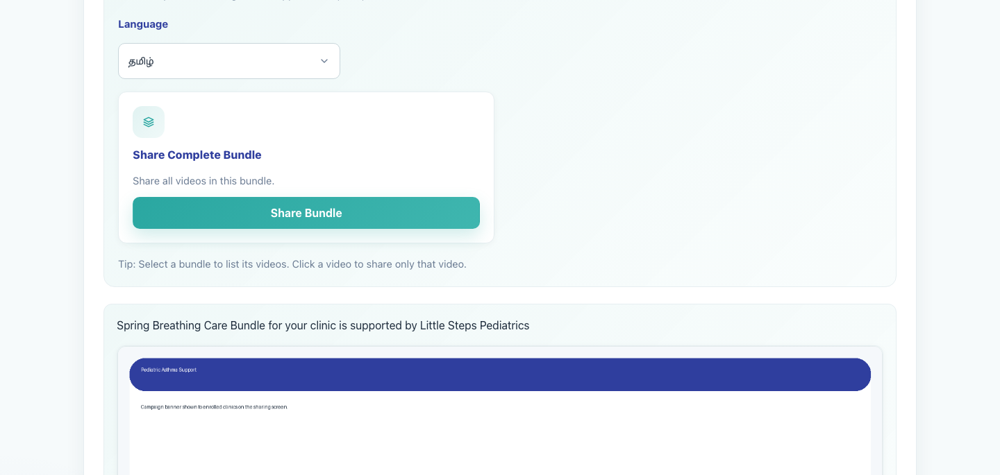 Language
தமிழ்
Share Complete Bundle
Share all videos in this bundle.
Share Bundle
Tip: Select a bundle to list its videos. Click a video to share only that video.
Spring Breathing Care Bundle for your clinic is supported by Little Steps Pediatrics
Pediatric Asthma Support
Campaign banner shown to enrolled clinics on the sharing screen.